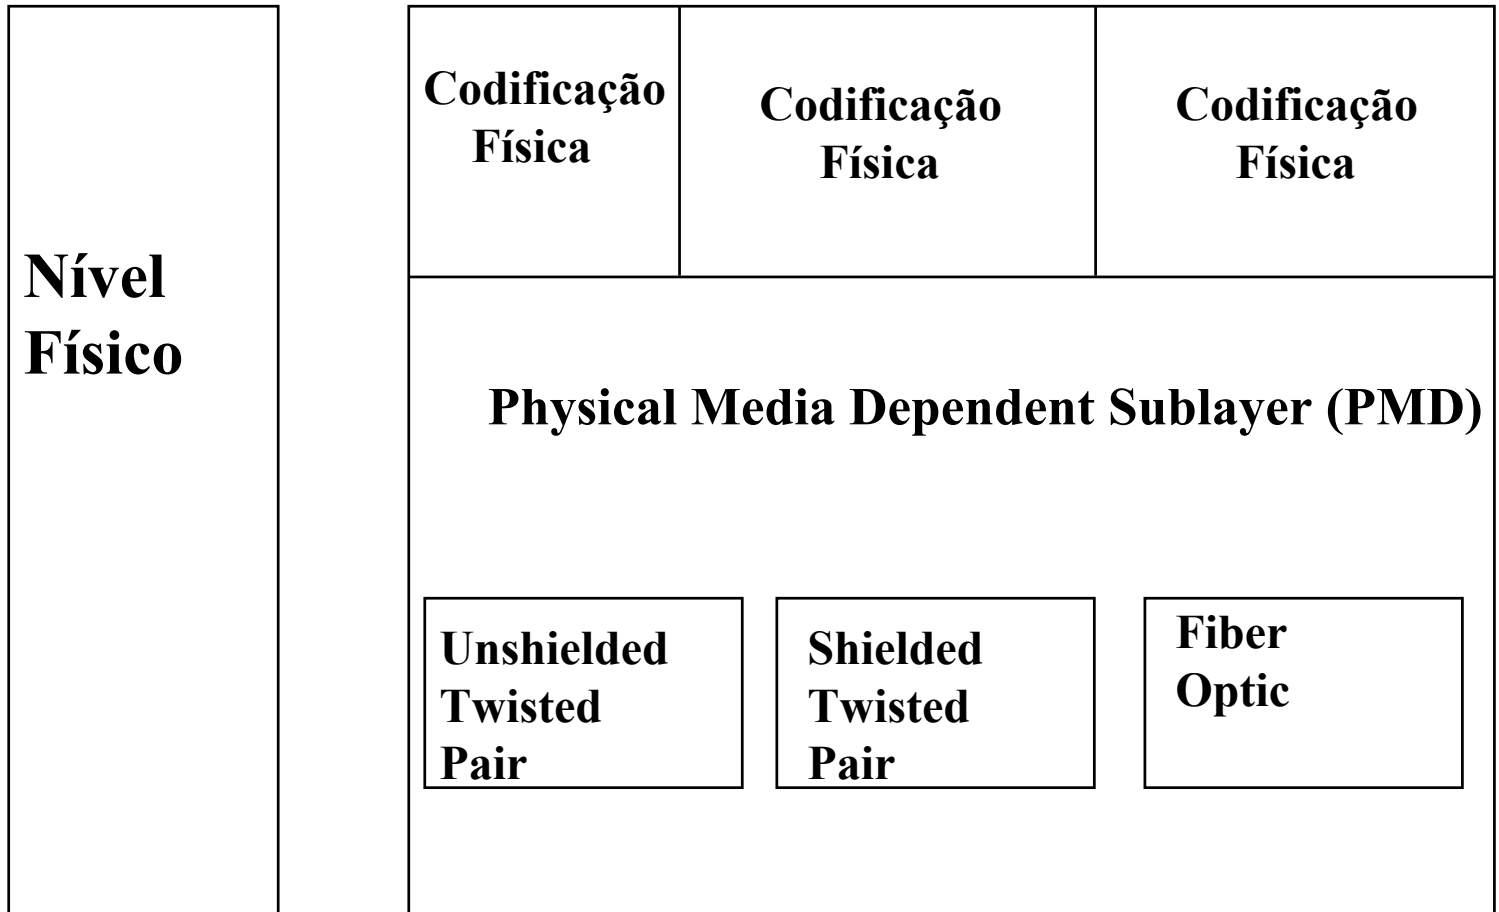 Nível
Físico
Codificação
Física
Codificação
Física
Codificação
Física
Physical Media Dependent Sublayer (PMD)
Unshielded
Twisted
Pair
Shielded
Twisted
Pair
Fiber
Optic